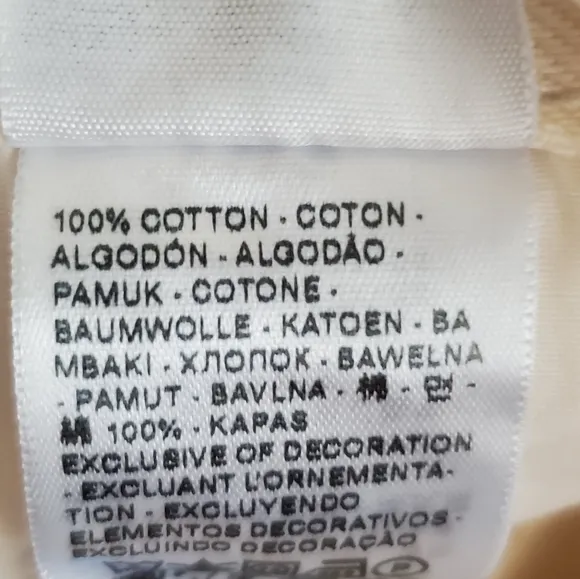 100% COTTON - COTON -
ALGODÓN - ALGODÃO -
PAMUK - COTONE -
BAUMWOLLE - KATOEN - BA
MBAKI - ХЛОПОК - BAWEŁNA
- PAMUT - BAVLNA - 棉 - 면 -
綿 100% - KAPAS
EXCLUSIVE OF DECORATION
- EXCLUANT L'ORNEMENTA-
TION - EXCLUYENDO
ELEMENTOS DECORATIVOS -
EXCLUINDO DECORAÇÃO